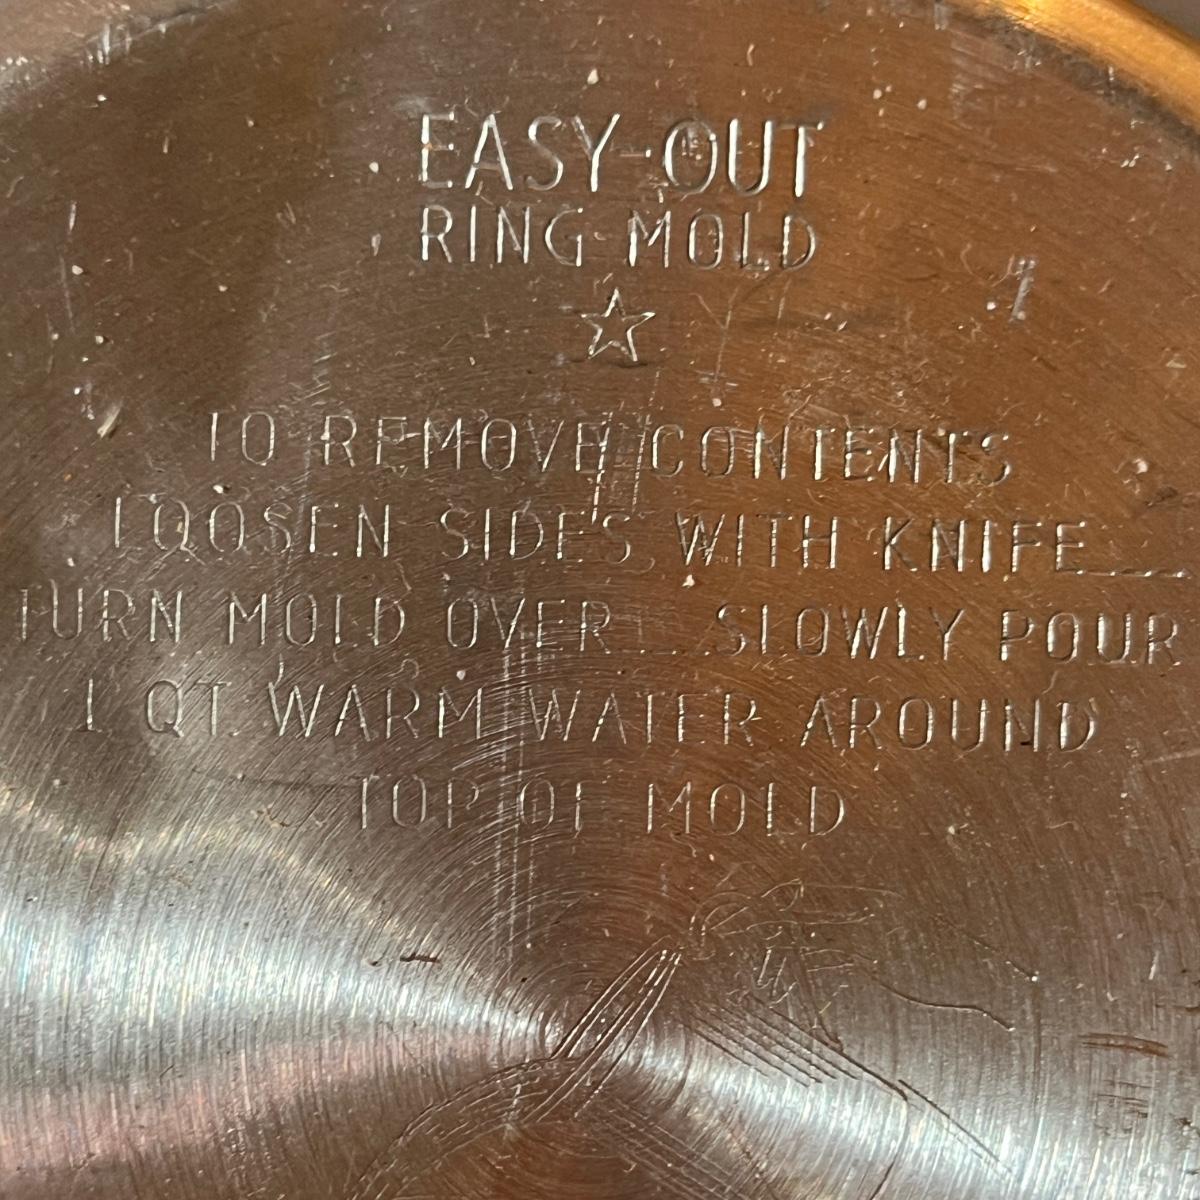 EASY-OUT
RING-MOLD
TO REMOVE CONTENTS
LOOSEN SIDES WITH KNIFE....
TURN MOLD OVER.... SLOWLY POUR
1 QT. WARM WATER AROUND
TOP OF MOLD